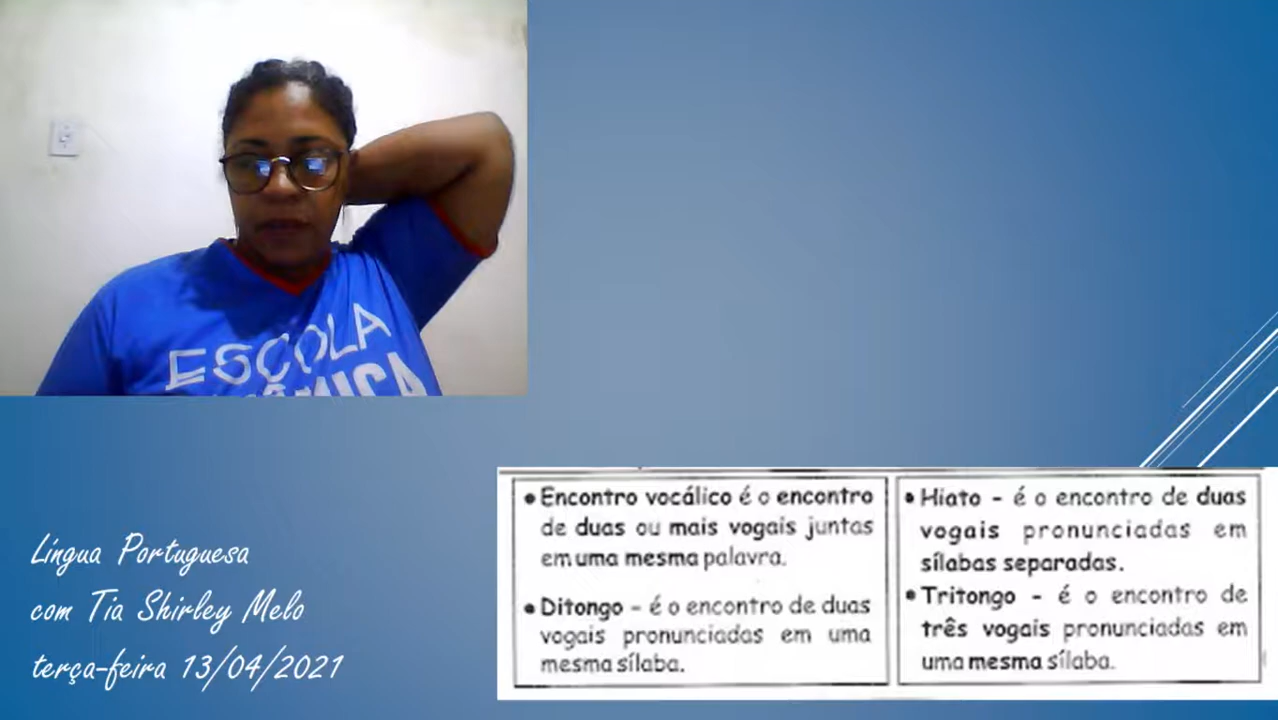 ESCOLA
Língua Portuguesa
com Tia Shirley Melo
terça-feira 13/04/2021
• Encontro vocálico é o encontro
de duas ou mais vogais juntas
em uma mesma palavra.
• Ditongo - é o encontro de duas
vogais pronunciadas em uma
mesma sílaba.
• Hiato - é o encontro de duas
vogais pronunciadas em
sílabas separadas.
• Tritongo - é o encontro de
três vogais pronunciadas em
uma mesma sílaba.